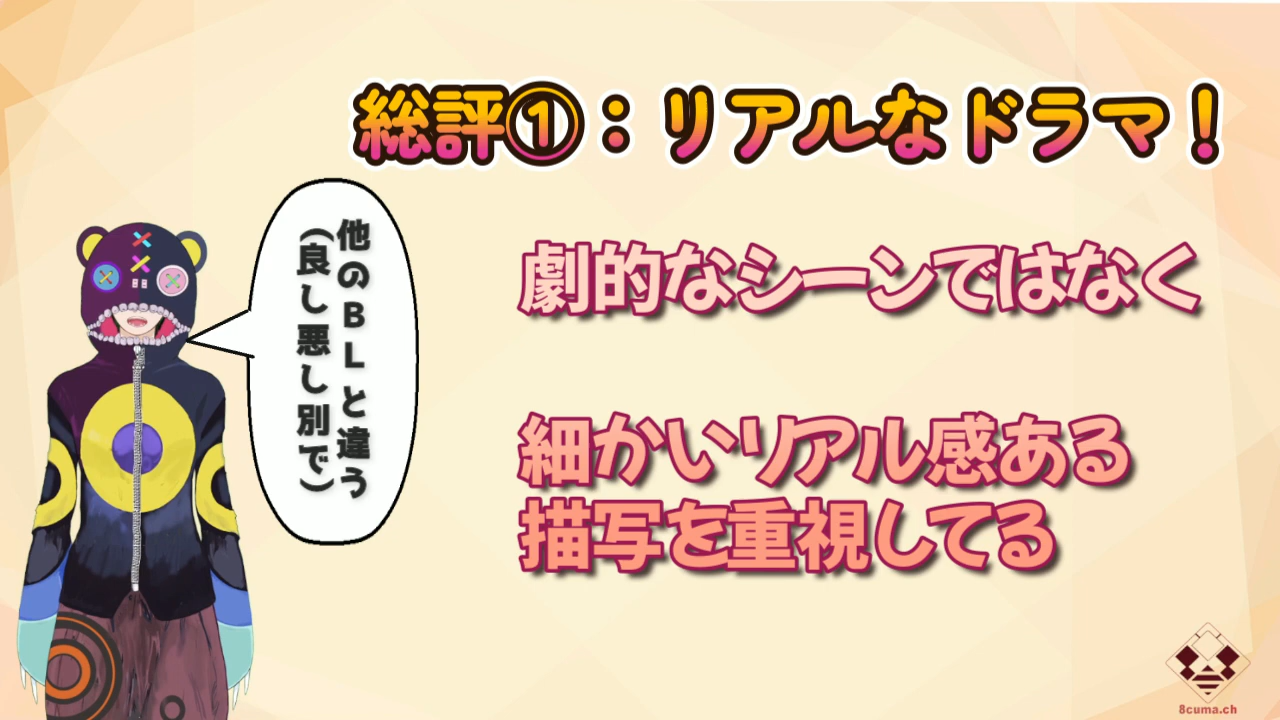 総評①：リアルなドラマ！
他のBLと違う
（良し悪し別で）
劇的なシーンではなく
細かいリアル感ある
描写を重視してる
8cuma.ch